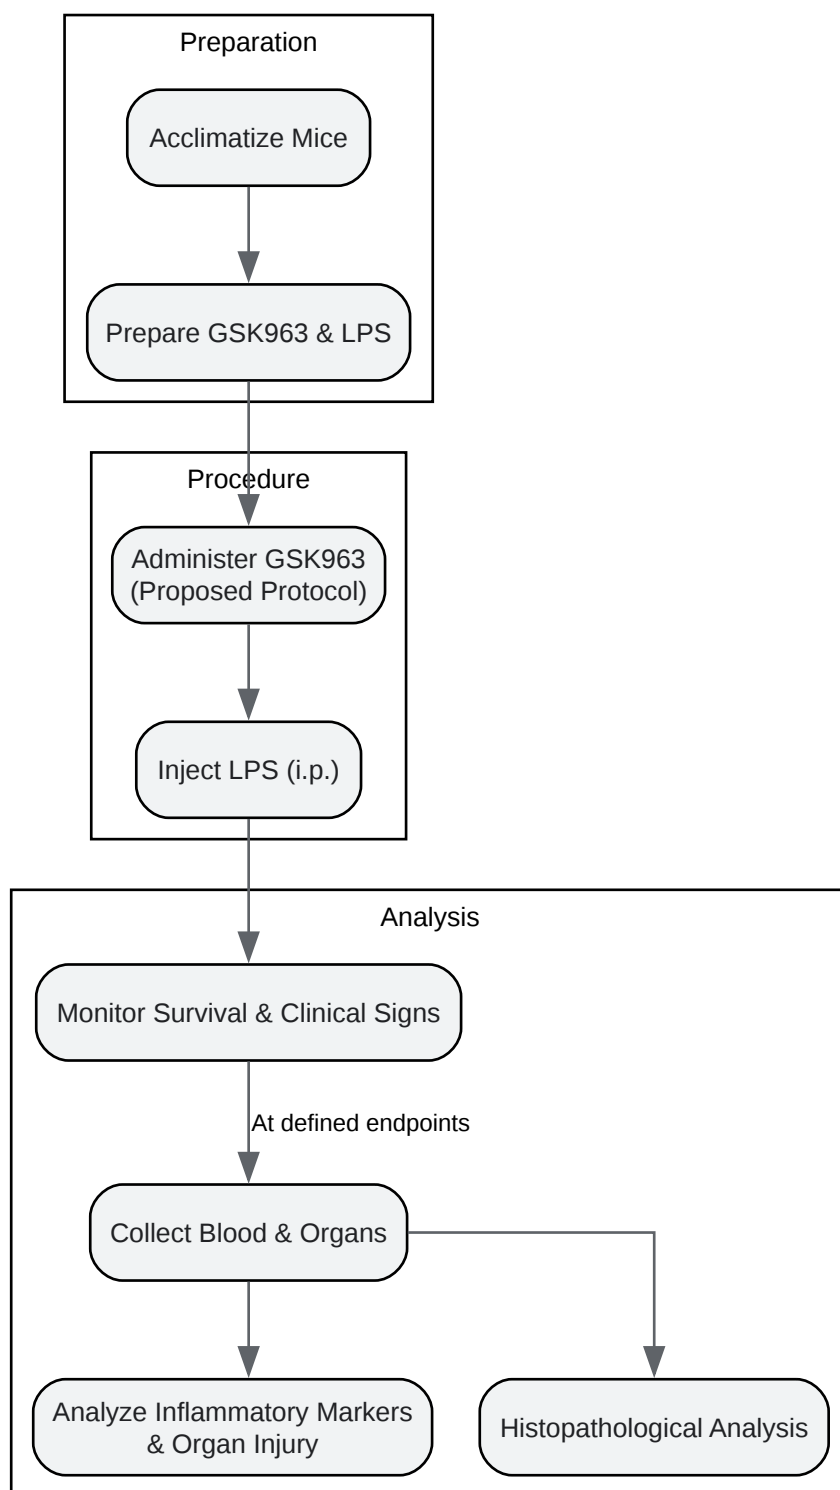 Preparation
Acclimatize Mice
Prepare GSK963 & LPS
Procedure
Administer GSK963
(Proposed Protocol)
Inject LPS (i.p.)
Analysis
Monitor Survival & Clinical Signs
At defined endpoints
Collect Blood & Organs
Analyze Inflammatory Markers
& Organ Injury
Histopathological Analysis